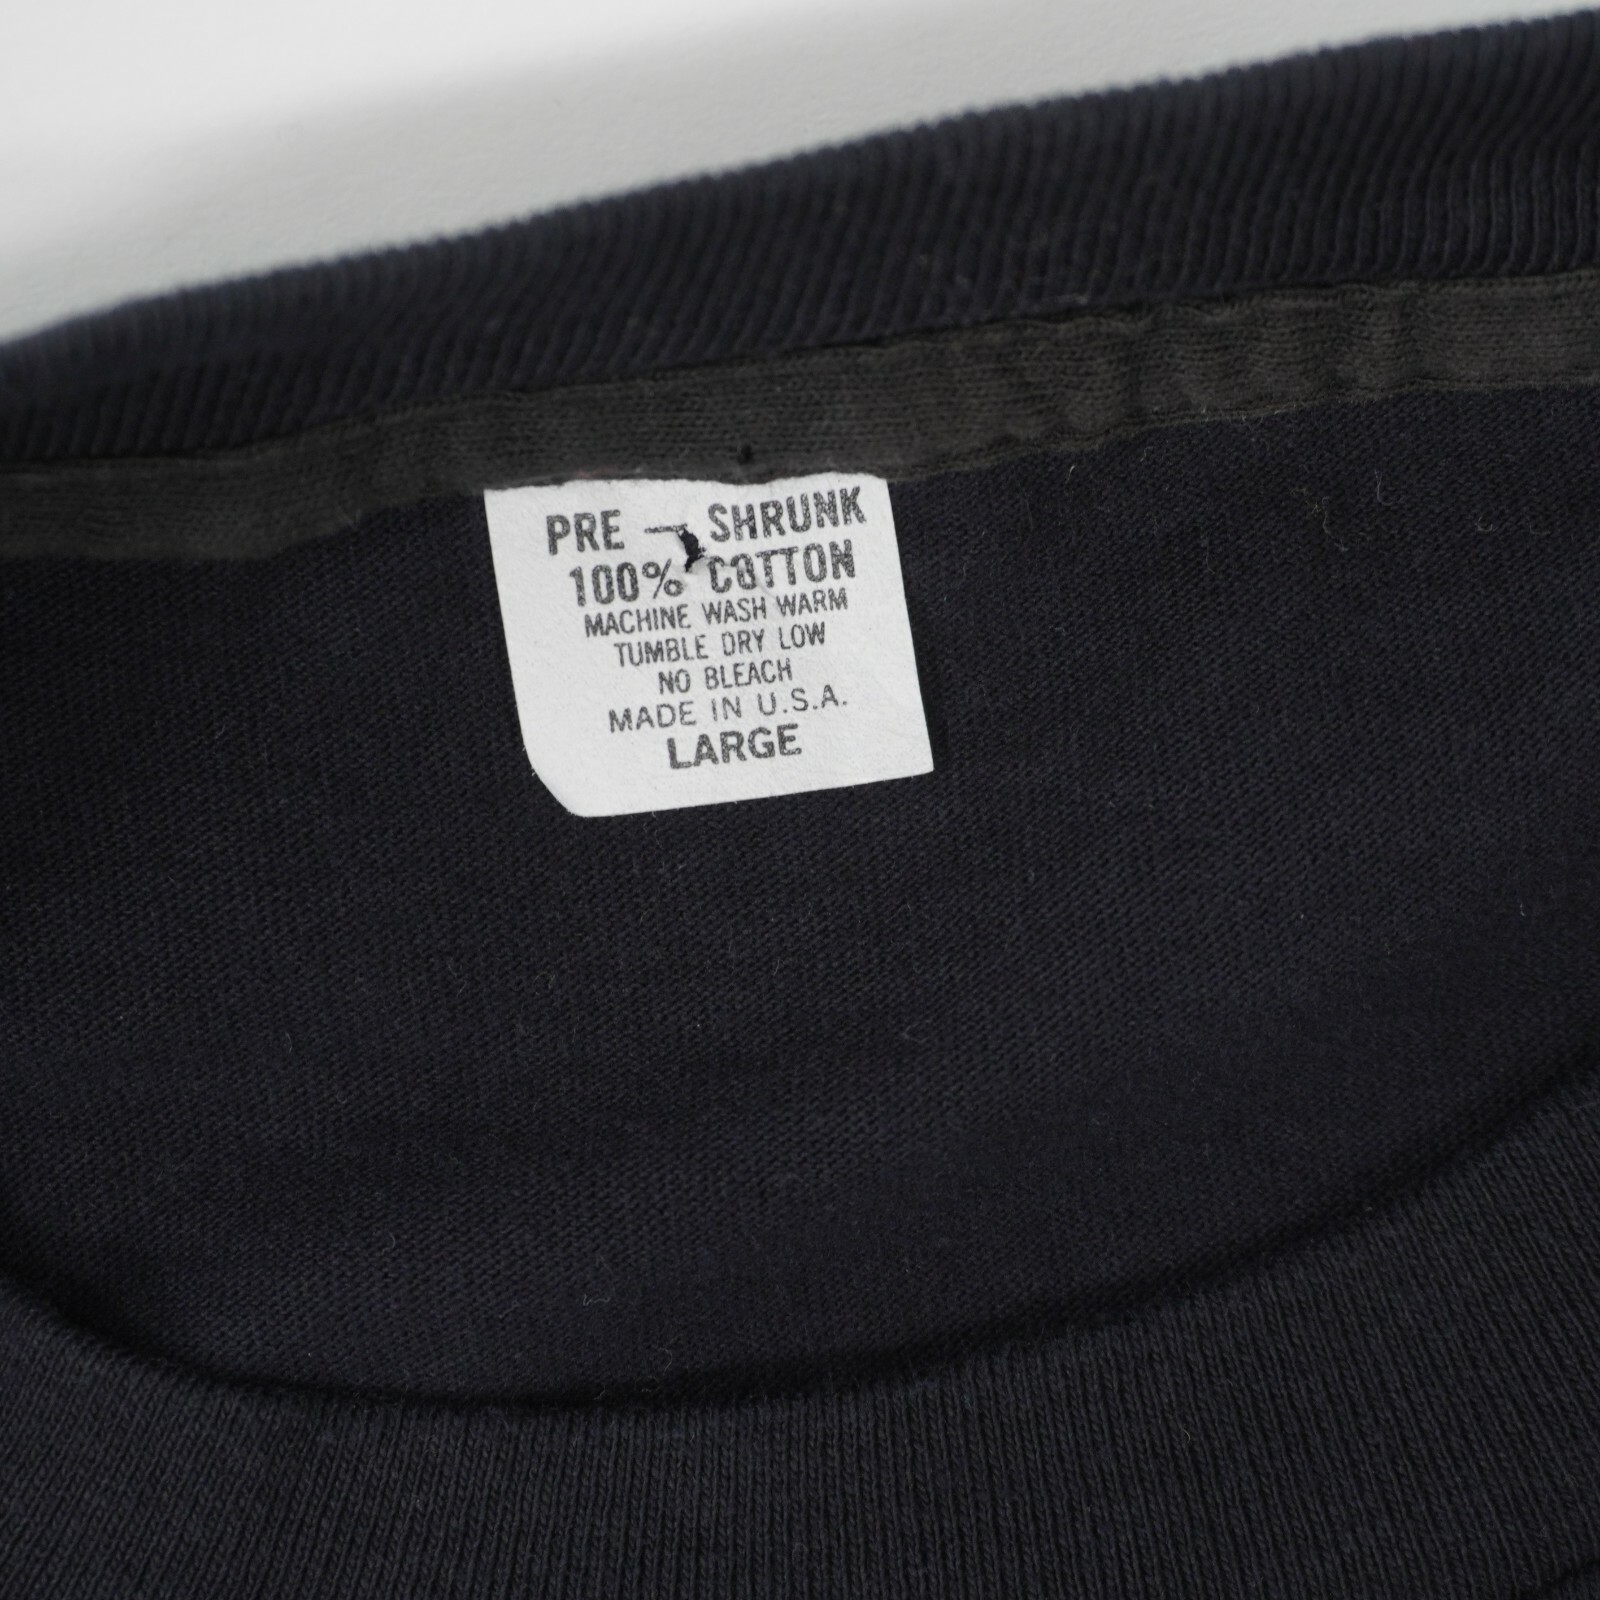 PRE - SHRUNK
100% COTTON
MACHINE WASH WARM
TUMBLE DRY LOW
NO BLEACH
MADE IN U.S.A.
LARGE